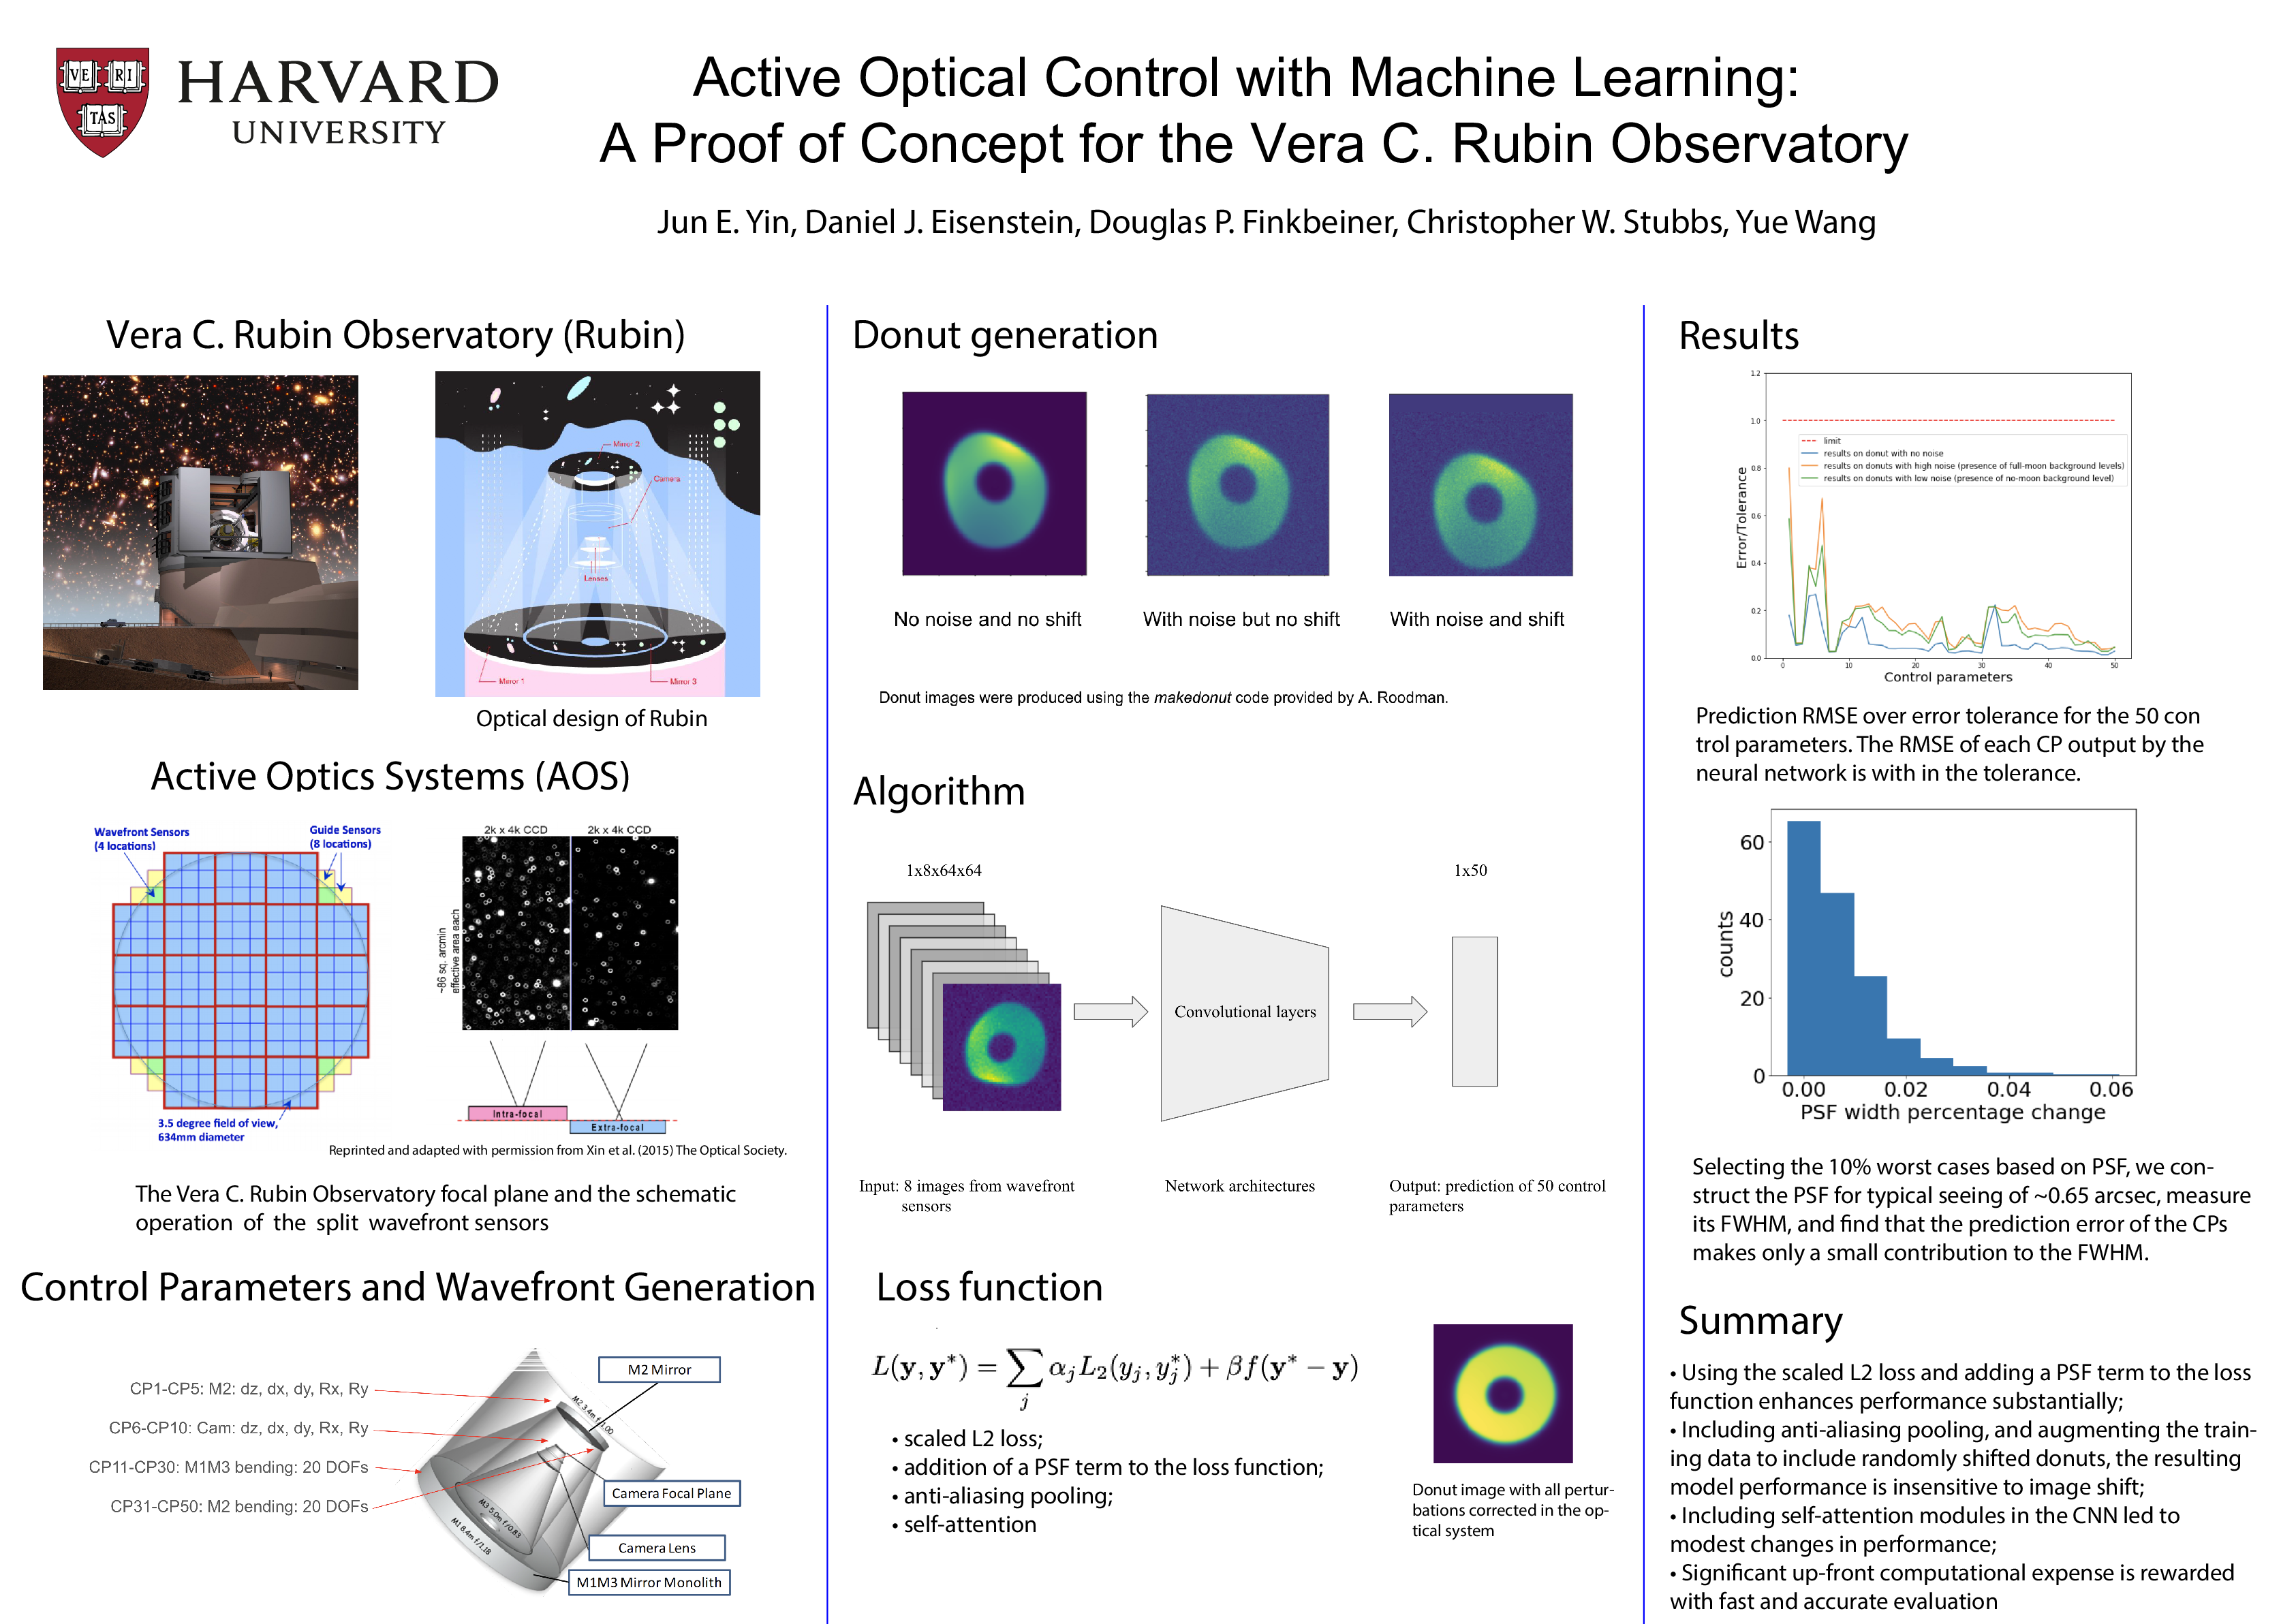 VE RI
TAS
HARVARD
UNIVERSITY
Active Optical Control with Machine Learning:
A Proof of Concept for the Vera C. Rubin Observatory
Jun E. Yin, Daniel J. Eisenstein, Douglas P. Finkbeiner, Christopher W. Stubbs, Yue Wang
Vera C. Rubin Observatory (Rubin)
Mirror 2
Camera
Lenses
Mirror 1
Mirror 3
Optical design of Rubin
Active Optics Systems (AOS)
Wavefront Sensors
(4 locations)
Guide Sensors
(8 locations)
3.5 degree field of view,
634mm diameter
2k x 4k CCD
2k x 4k CCD
~86 sq. arcmin
effective area each
Intra-focal
Extra-focal
Reprinted and adapted with permission from Xin et al. (2015) The Optical Society.
The Vera C. Rubin Observatory focal plane and the schematic
operation of the split wavefront sensors
Control Parameters and Wavefront Generation
CP1-CP5: M2: dz, dx, dy, Rx, Ry
CP6-CP10: Cam: dz, dx, dy, Rx, Ry
CP11-CP30: M1M3 bending: 20 DOFs
CP31-CP50: M2 bending: 20 DOFs
M2 Mirror
M2 3.4m f/1.00
Camera Focal Plane
M3 5.0m f/0.83
M1 8.4m f/1.18
Camera Lens
M1M3 Mirror Monolith
Donut generation
No noise and no shift
With noise but no shift
With noise and shift
Donut images were produced using the makedonut code provided by A. Roodman.
Algorithm
1x8x64x64
1x50
Convolutional layers
Input: 8 images from wavefront
sensors
Network architectures
Output: prediction of 50 control
parameters
Loss function
L(y, y*) = ∑j αjL2(yj, yj*) + βf(y* − y)
• scaled L2 loss;
• addition of a PSF term to the loss function;
• anti-aliasing pooling;
• self-attention
Donut image with all pertur-
bations corrected in the op-
tical system
Results
1.2
1.0
0.8
0.6
0.4
0.2
0.0
Error/Tolerance
limit
results on donut with no noise
results on donuts with high noise (presence of full-moon background levels)
results on donuts with low noise (presence of no-moon background level)
0 10 20 30 40 50
Control parameters
Prediction RMSE over error tolerance for the 50 con
trol parameters. The RMSE of each CP output by the
neural network is with in the tolerance.
60
40
20
0
counts
0.00 0.02 0.04 0.06
PSF width percentage change
Selecting the 10% worst cases based on PSF, we con-
struct the PSF for typical seeing of ~0.65 arcsec, measure
its FWHM, and find that the prediction error of the CPs
makes only a small contribution to the FWHM.
Summary
• Using the scaled L2 loss and adding a PSF term to the loss
function enhances performance substantially;
• Including anti-aliasing pooling, and augmenting the train-
ing data to include randomly shifted donuts, the resulting
model performance is insensitive to image shift;
• Including self-attention modules in the CNN led to
modest changes in performance;
• Significant up-front computational expense is rewarded
with fast and accurate evaluation